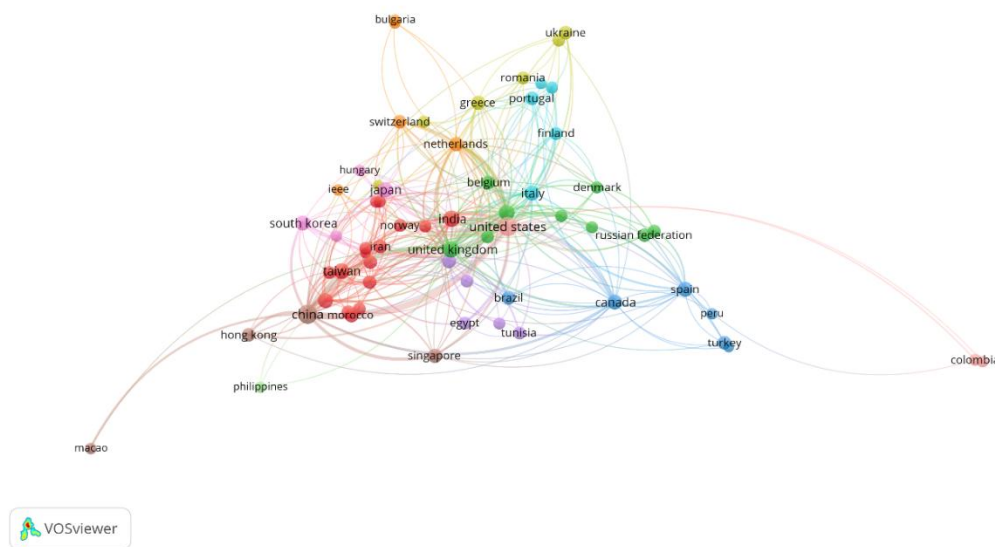 bulgaria
ukraine
romania
portugal
greece
switzerland
finland
netherlands
hungary
belgium
denmark
ieee
japan
italy
south korea
norway
india
united states
russian federation
iran
united kingdom
taiwan
spain
brazil
canada
china
morocco
peru
egypt
tunisia
hong kong
turkey
singapore
colombia
philippines
macao
VOSviewer